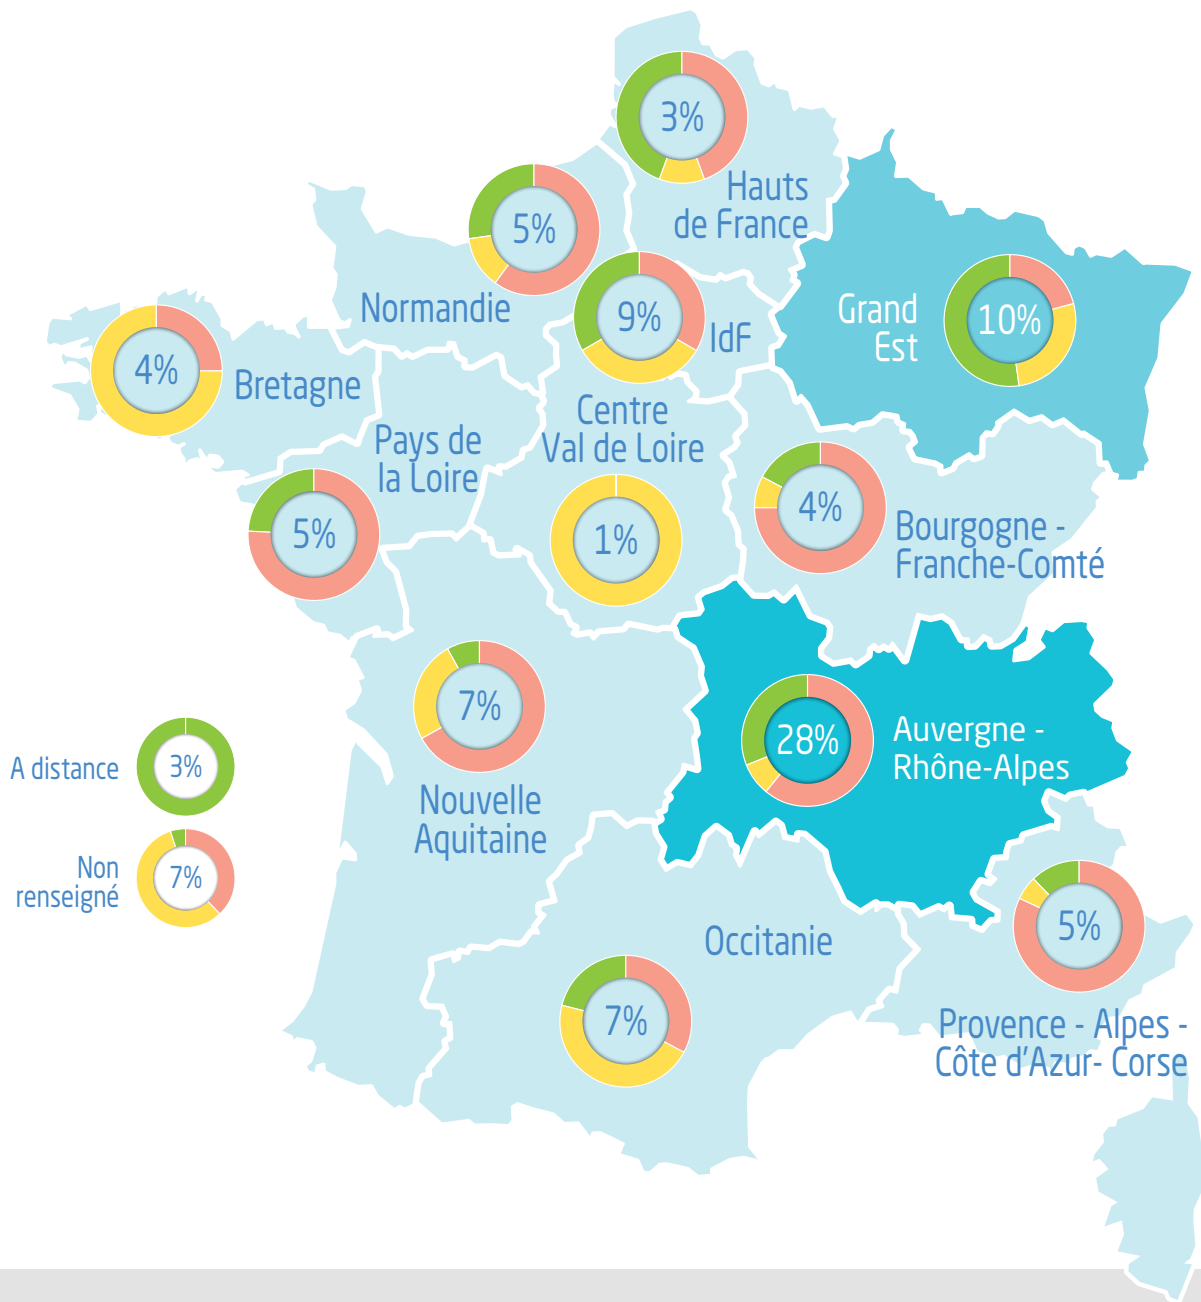 3%
Hauts
de France
5%
Normandie
9%
IdF
Grand
Est
10%
4%
Bretagne
Centre
Val de Loire
Pays de
la Loire
5%
1%
4%
Bourgogne -
Franche-Comté
7%
Nouvelle
Aquitaine
28%
Auvergne -
Rhône-Alpes
A distance
3%
Non
renseigné
7%
Occitanie
7%
5%
Provence - Alpes -
Côte d'Azur- Corse